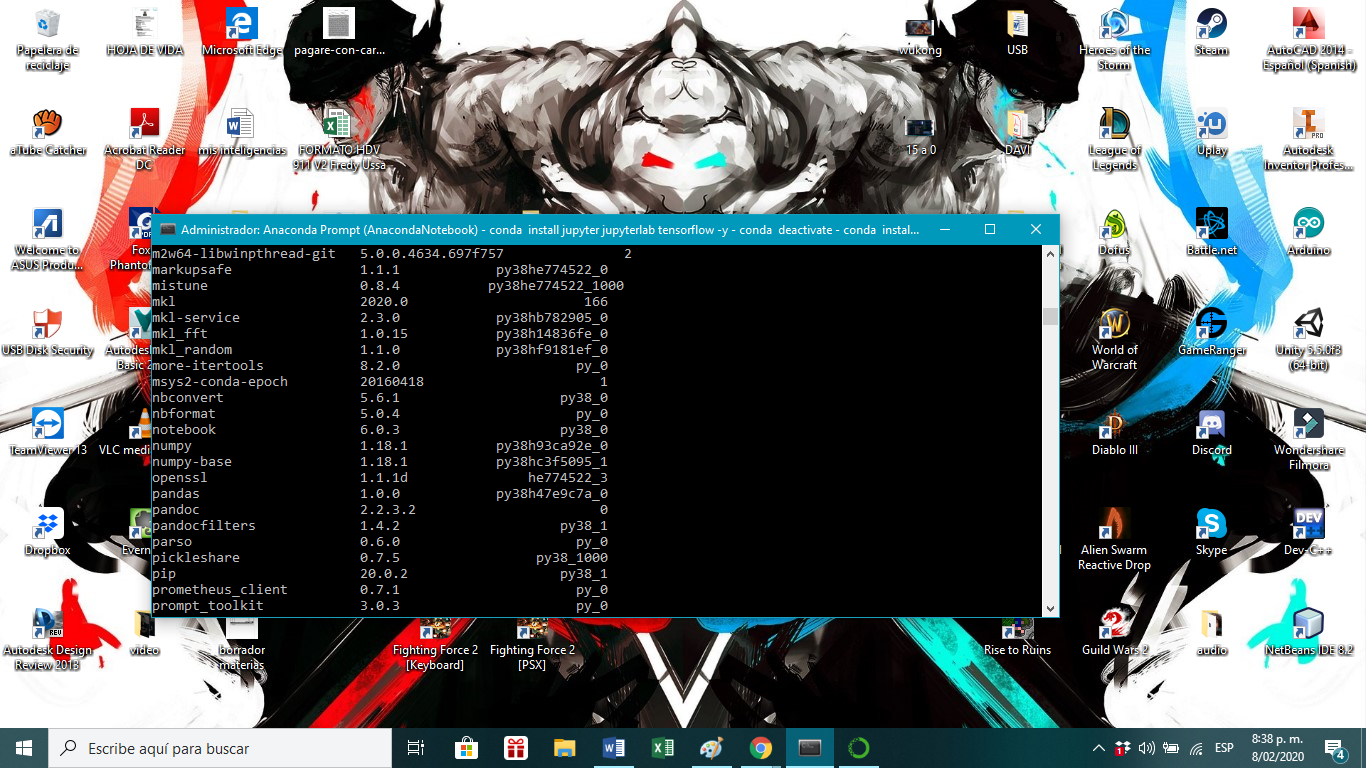 Papelera de reciclaje
HOJA DE VIDA
Microsoft Edge
pagare-con-car...
wukong
USB
Heroes of the Storm
Steam
AutoCAD 2014 - Español (Spanish)
aTube Catcher
Acrobat Reader DC
mis inteligencias
FORMATO HDV 911 V2 Fredy Ussa
15 a 0
DAVI
League of Legends
Uplay
Autodesk Inventor Profes...
Administrador: Anaconda Prompt (AnacondaNotebook) - conda install jupyter jupyterlab tensorflow -y - conda deactivate - conda instal...
m2w64-libwinpthread-git 5.0.0.4634.697f757 2
markupsafe 1.1.1 py38he774522_0
mistune 0.8.4 py38he774522_1000
mkl 2020.0 166
mkl-service 2.3.0 py38hb782905_0
mkl_fft 1.0.15 py38h14836fe_0
mkl_random 1.1.0 py38hf9181ef_0
more-itertools 8.2.0 py_0
msys2-conda-epoch 20160418 1
nbconvert 5.6.1 py38_0
nbformat 5.0.4 py_0
notebook 6.0.3 py38_0
numpy 1.18.1 py38h93ca92e_0
numpy-base 1.18.1 py38hc3f5095_1
openssl 1.1.1d he774522_3
pandas 1.0.0 py38h47e9c7a_0
pandoc 2.2.3.2 0
pandocfilters 1.4.2 py38_1
parso 0.6.0 py_0
pickleshare 0.7.5 py38_1000
pip 20.0.2 py38_1
prometheus_client 0.7.1 py_0
prompt_toolkit 3.0.3 py_0
Welcome to ASUS Produ...
Fox
Phantof
Dofus
Battle.net
Arduino
USB Disk Security
Autodes
Basic 2
World of Warcraft
GameRanger
Unity 5.5.0f3 (64-bit)
TeamViewer 13
VLC medi
Diablo III
Discord
Wondershare Filmora
Dropbox
Evern
Alien Swarm Reactive Drop
Skype
DEV
Dev-C++
REV
PRO
Autodesk Design Review 2013
video
borrador materias
Fighting Force 2 [Keyboard]
Fighting Force 2 [PSX]
Rise to Ruins
Guild Wars 2
audio
NetBeans IDE 8.2
Escribe aquí para buscar
ESP
8:38 p. m.
8/02/2020
4